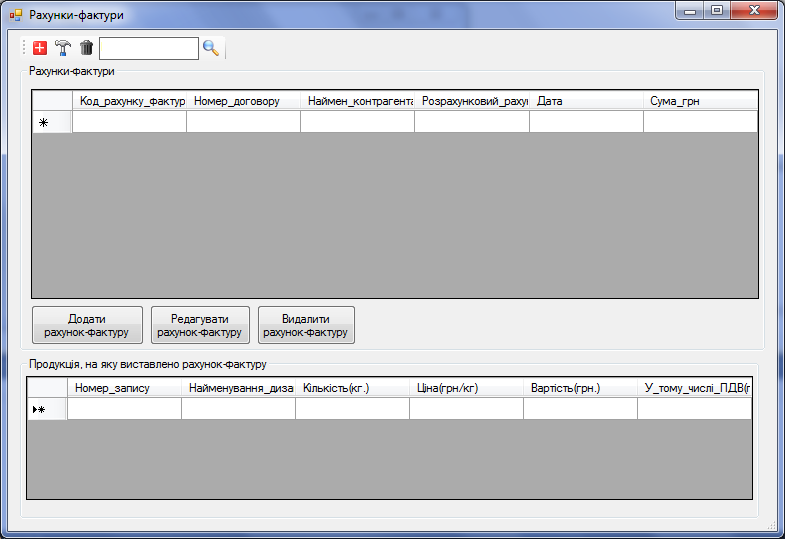 Рахунки-фактури
Рахунки-фактури
Код_рахунку_фактур Номер_договору Наймен_контрагента Розрахунковий_рахун Дата Сума_грн
Додати
рахунок-фактуру
Редагувати
рахунок-фактуру
Видалити
рахунок-фактуру
Продукція, на яку виставлено рахунок-фактуру
Номер_запису Найменування_диза Кількість(кг.) Ціна(грн/кг) Вартість(грн.) У_тому_числі_ПДВ(г